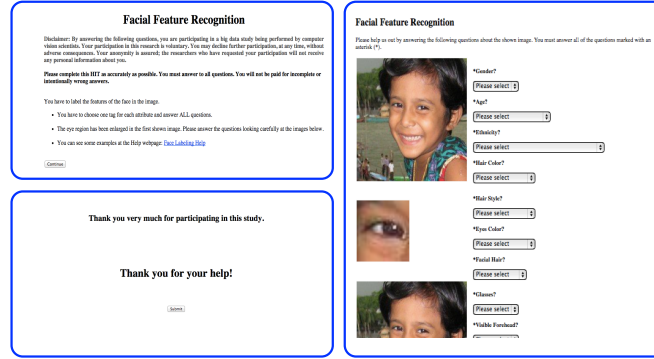 Facial Feature Recognition
Disclaimer: By answering the following questions, you are participating in a big data study being performed by computer
vision scientists. Your participation in this research is voluntary. You may decline further participation, at any time, without
adverse consequences. Your anonymity is assured; the researchers who have requested your participation will not receive
any personal information about you.
Please complete this HIT as accurately as possible. You must answer to all questions. You will not be paid for incomplete or
intentionally wrong answers.
You have to label the features of the face in the image.
• You have to choose one tag for each attribute and answer ALL questions.
• The eye region has been enlarged in the first shown image. Please answer the questions looking carefully at the images below.
• You can see some examples at the Help webpage: Face Labeling Help
Continue
Thank you very much for participating in this study.
Thank you for your help!
Submit
Facial Feature Recognition
Please help us out by answering the following questions about the shown image. You must answer all of the questions marked with an
asterisk (*).
*Gender?
Please select
*Age?
Please select
*Ethnicity?
Please select
*Hair Color?
Please select
*Hair Style?
Please select
*Eyes Color?
Please select
*Facial Hair?
Please select
*Glasses?
Please select
*Visible Forehead?